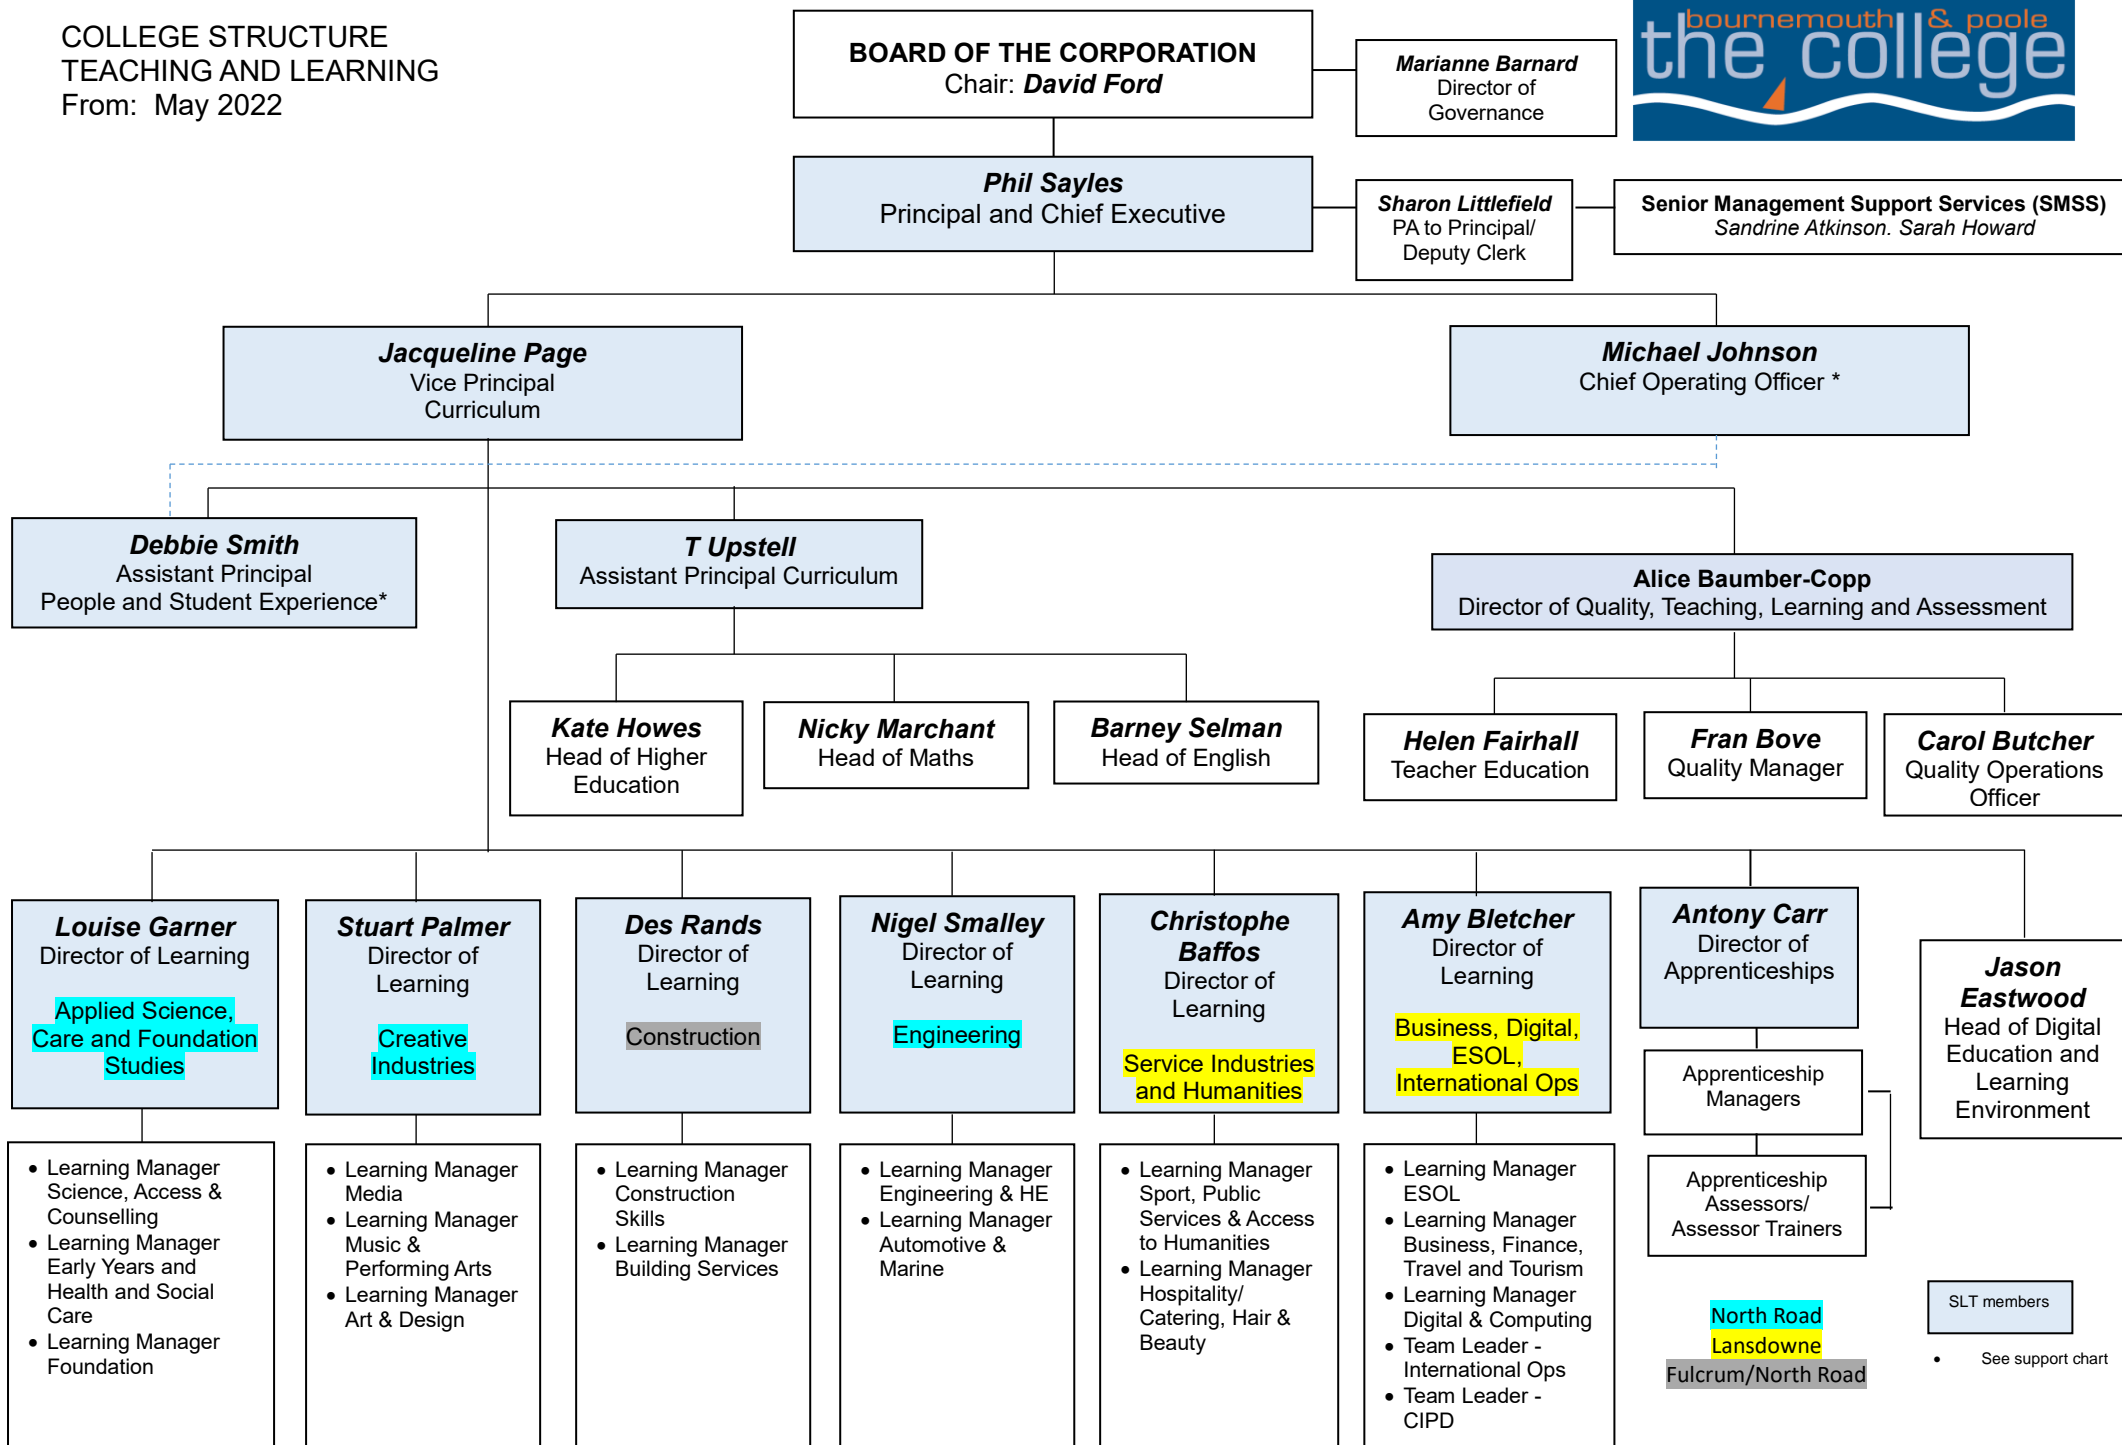 COLLEGE STRUCTURE
TEACHING AND LEARNING
From: May 2022
BOARD OF THE CORPORATION
Chair: David Ford
Marianne Barnard
Director of
Governance
bournemouth & poole
the college
Phil Sayles
Principal and Chief Executive
Sharon Littlefield
PA to Principal/
Deputy Clerk
Senior Management Support Services (SMSS)
Sandrine Atkinson. Sarah Howard
Jacqueline Page
Vice Principal
Curriculum
Michael Johnson
Chief Operating Officer *
Debbie Smith
Assistant Principal
People and Student Experience*
T Upstell
Assistant Principal Curriculum
Alice Baumber-Copp
Director of Quality, Teaching, Learning and Assessment
Kate Howes
Head of Higher
Education
Nicky Marchant
Head of Maths
Barney Selman
Head of English
Helen Fairhall
Teacher Education
Fran Bove
Quality Manager
Carol Butcher
Quality Operations
Officer
Louise Garner
Director of Learning
Applied Science,
Care and Foundation
Studies
Stuart Palmer
Director of
Learning
Creative
Industries
Des Rands
Director of
Learning
Construction
Nigel Smalley
Director of
Learning
Engineering
Christophe
Baffos
Director of
Learning
Service Industries
and Humanities
Amy Bletcher
Director of
Learning
Business, Digital,
ESOL,
International Ops
Antony Carr
Director of
Apprenticeships
Apprenticeship
Managers
Apprenticeship
Assessors/
Assessor Trainers
Jason
Eastwood
Head of Digital
Education and
Learning
Environment
• Learning Manager
Science, Access &
Counselling
• Learning Manager
Early Years and
Health and Social
Care
• Learning Manager
Foundation
• Learning Manager
Media
• Learning Manager
Music &
Performing Arts
• Learning Manager
Art & Design
• Learning Manager
Construction
Skills
• Learning Manager
Building Services
• Learning Manager
Engineering & HE
• Learning Manager
Automotive &
Marine
• Learning Manager
Sport, Public
Services & Access
to Humanities
• Learning Manager
Hospitality/
Catering, Hair &
Beauty
• Learning Manager
ESOL
• Learning Manager
Business, Finance,
Travel and Tourism
• Learning Manager
Digital & Computing
• Team Leader -
International Ops
• Team Leader -
CIPD
North Road
Lansdowne
Fulcrum/North Road
SLT members
• See support chart